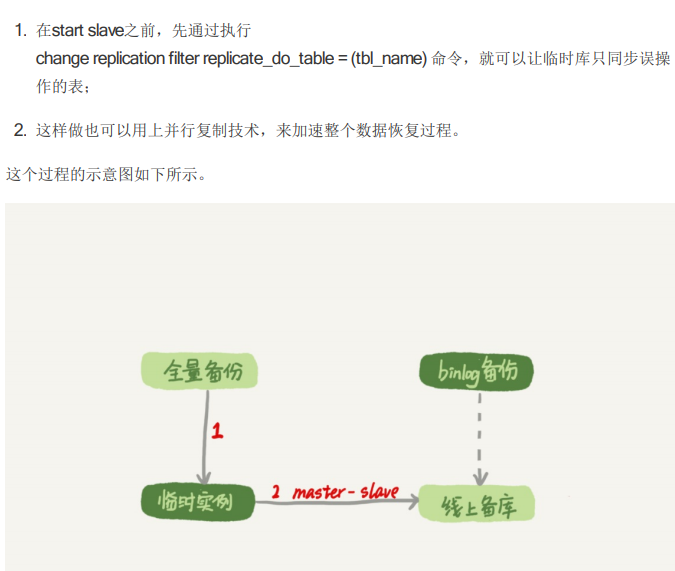 1. 在start slave之前，先通过执行
change replication filter replicate_do_table = (tbl_name) 命令，就可以让临时库只同步误操
作的表；
2. 这样做也可以用上并行复制技术，来加速整个数据恢复过程。
这个过程的示意图如下所示。
全量备份
binlog备份
1
临时实例
2 master-slave
线上备库